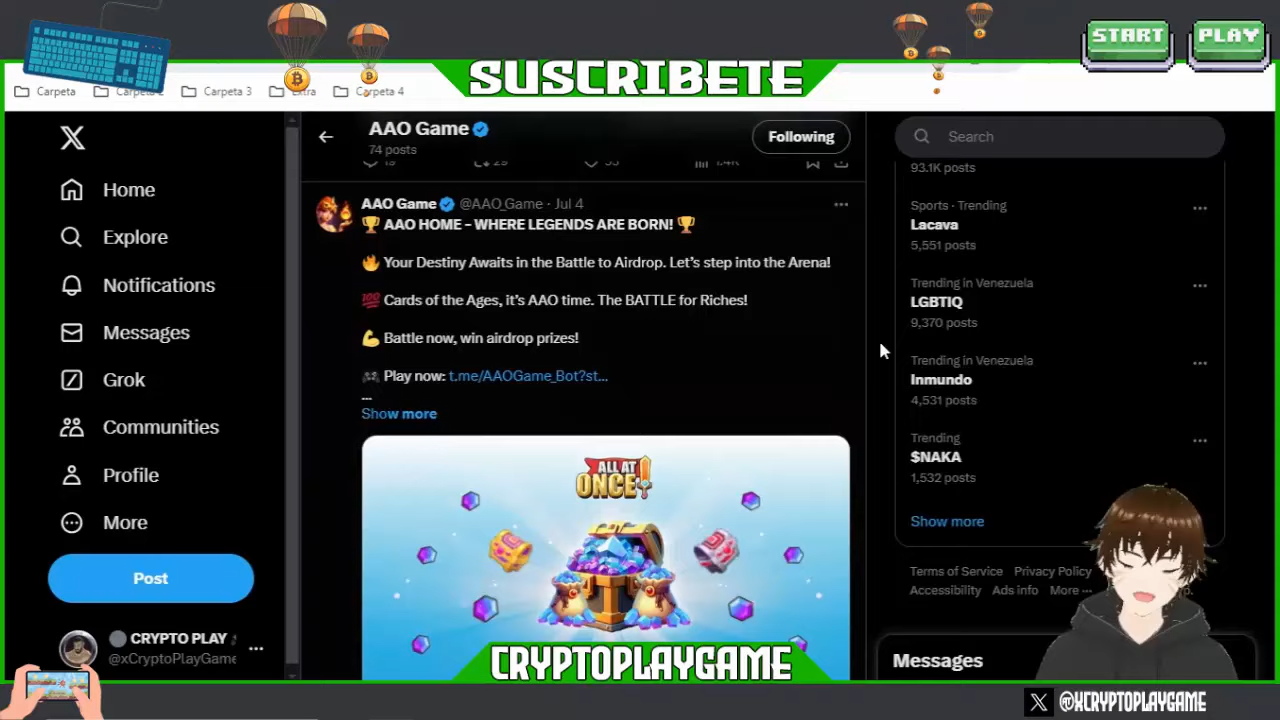 START
PLAY
SUSCRIBETE
Carpeta
Carpeta 2
Carpeta 3
Extra
Carpeta 4
X
Home
Explore
Notifications
Messages
Grok
Communities
Profile
More
Post
CRYPTO PLAY
@xCryptoPlayGame
AAO Game
74 posts
Following
AAO Game @AAO_Game · Jul 4
🏆 AAO HOME – WHERE LEGENDS ARE BORN! 🏆
🔥 Your Destiny Awaits in the Battle to Airdrop. Let’s step into the Arena!
💯 Cards of the Ages, it’s AAO time. The BATTLE for Riches!
💪 Battle now, win airdrop prizes!
🎮 Play now: t.me/AAOGame_Bot?st...
...
Show more
ALL AT
ONCE!
Search
93.1K posts
Sports · Trending
Lacava
5,551 posts
Trending in Venezuela
LGBTIQ
9,370 posts
Trending in Venezuela
Inmundo
4,531 posts
Trending
$NAKA
1,532 posts
Show more
Terms of Service Privacy Policy
Accessibility Ads info More ...
Messages
CRYPTOPLAYGAME
X @XCRYPTOPLAYGAME